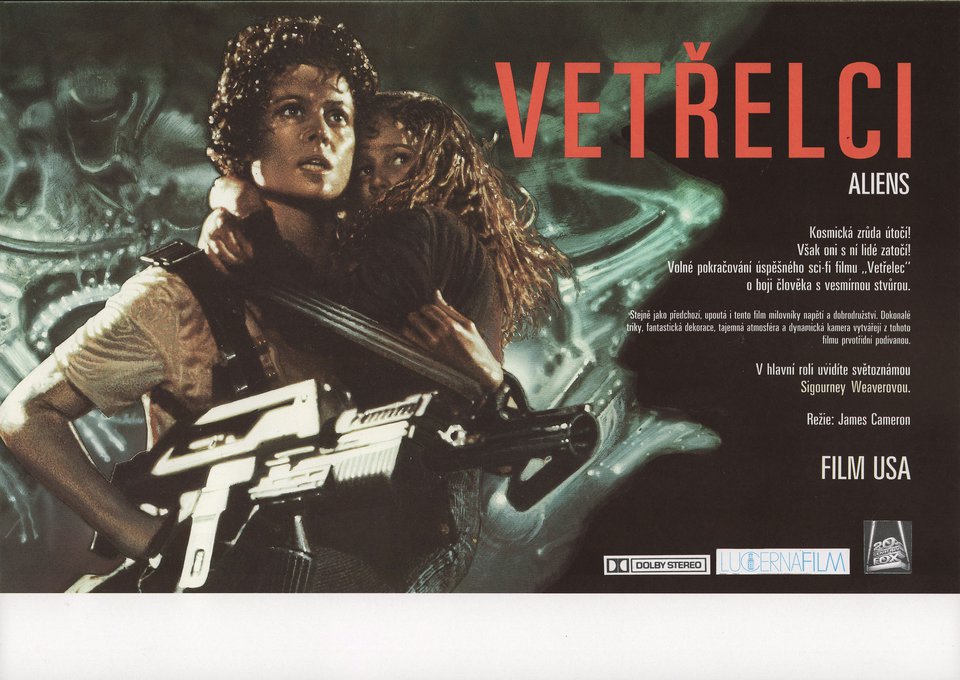 VETŘELCI
ALIENS
Kosmická zrůda útočí!
Však oni s ní lidé zatočí!
Volné pokračování úspěšného sci-fi filmu „Vetřelec"
o boji člověka s vesmírnou stvůrou.
Stejně jako předchozí, upoutá i tento film milovníky napětí a dobrodružství. Dokonalé
triky, fantastická dekorace, tajemná atmosféra a dynamická kamera vytvářejí z tohoto
filmu prvotřídní podívanou.
V hlavní roli uvidíte světoznámou
Sigourney Weaverovou.
Režie: James Cameron
FILM USA
DOLBY STEREO
LUCERNAFILM
20th CENTURY FOX